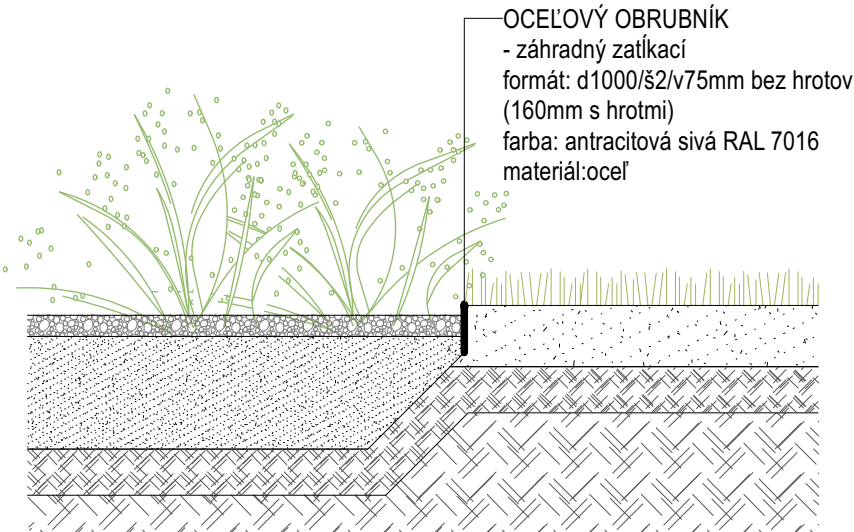 OCEĽOVÝ OBRUBNÍK
- záhradný zatĺkací
formát: d1000/š2/v75mm bez hrotov
(160mm s hrotmi)
farba: antracitová sivá RAL 7016
materiál:oceľ